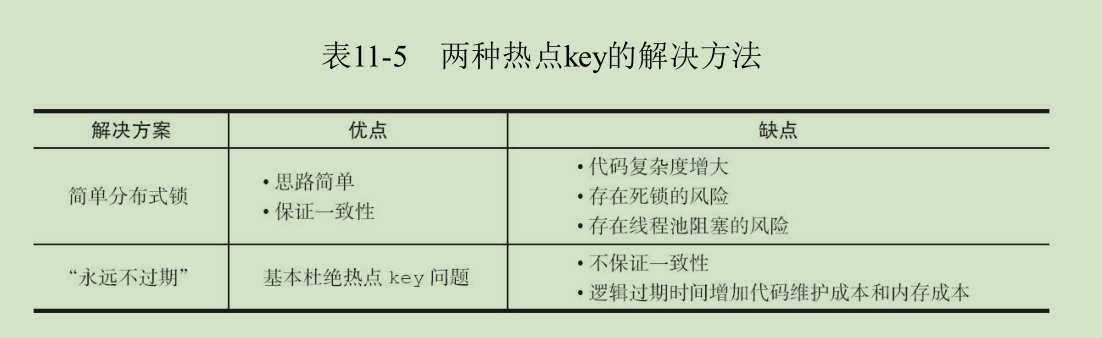 表11-5 两种热点key的解决方法
解决方案 优点 缺点
简单分布式锁
• 思路简单
• 保证一致性
• 代码复杂度增大
• 存在死锁的风险
• 存在线程池阻塞的风险
“永远不过期”
基本杜绝热点 key 问题
• 不保证一致性
• 逻辑过期时间增加代码维护成本和内存成本